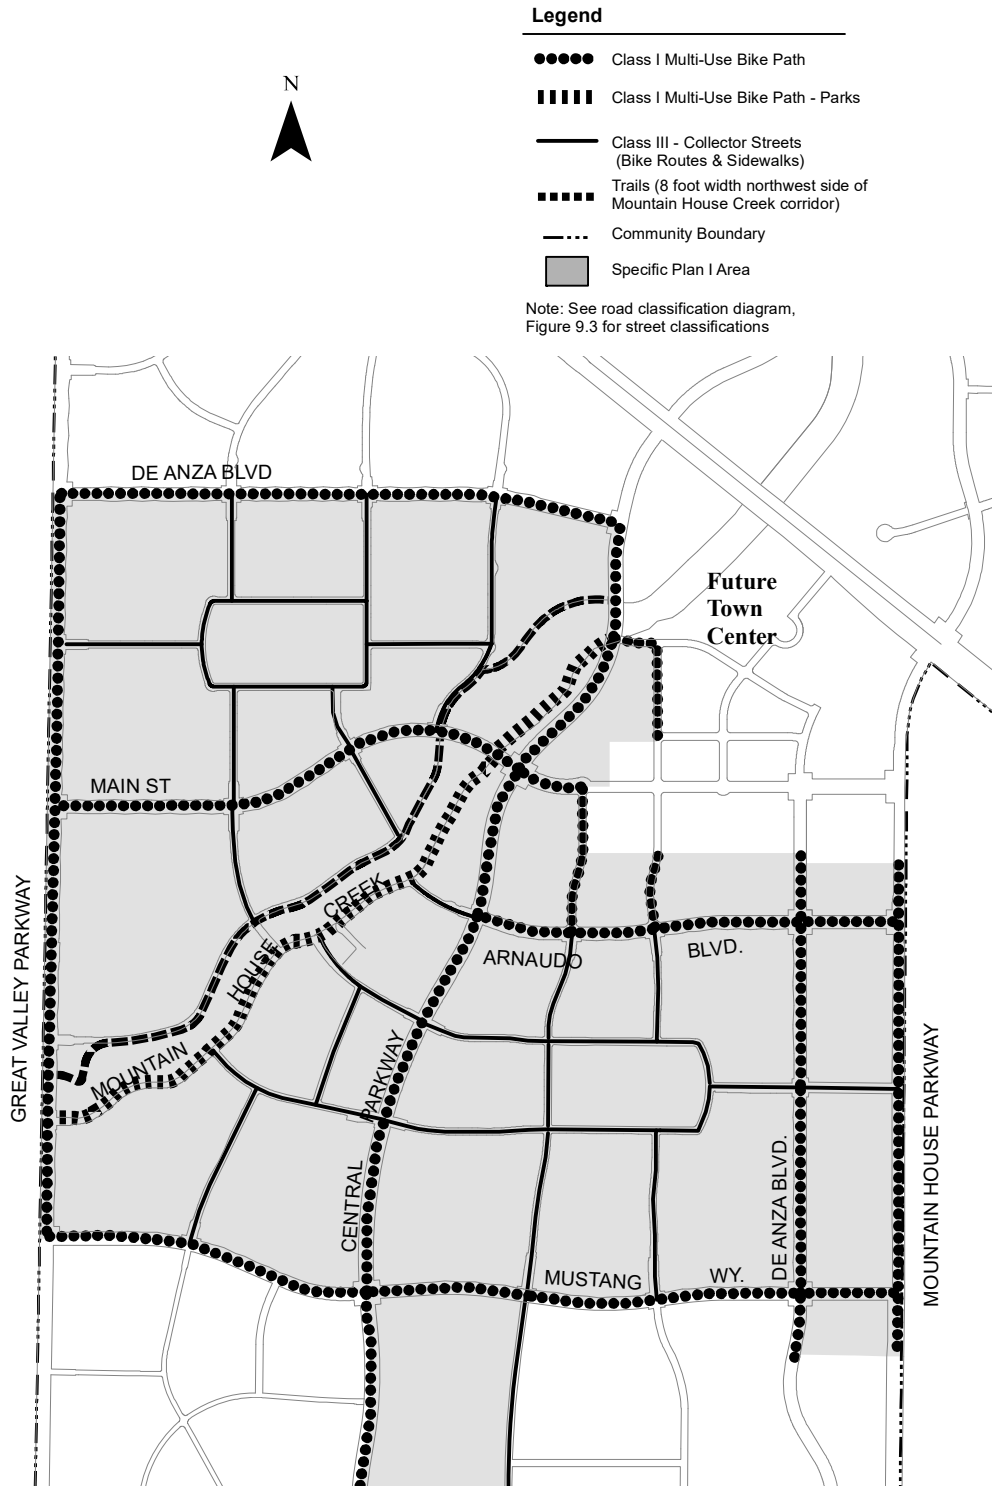 Legend
Class I Multi-Use Bike Path
Class I Multi-Use Bike Path - Parks
Class III - Collector Streets
(Bike Routes & Sidewalks)
Trails (8 foot width northwest side of
Mountain House Creek corridor)
Community Boundary
Specific Plan I Area
Note: See road classification diagram,
Figure 9.3 for street classifications
N
DE ANZA BLVD
Future
Town
Center
MAIN ST
GREAT VALLEY PARKWAY
MOUNTAIN
HOUSE
CREEK
ARNAUDO
BLVD.
CENTRAL
PARKWAY
DE ANZA BLVD.
MOUNTAIN HOUSE PARKWAY
MUSTANG
WY.